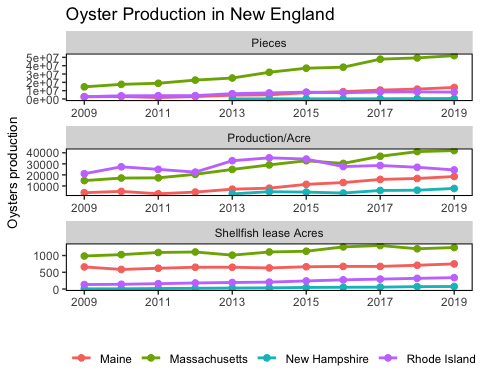 Oyster Production in New England
Pieces
5e+07
4e+07
3e+07
2e+07
1e+07
0e+00
2009 2011 2013 2015 2017 2019
Production/Acre
40000
30000
20000
10000
2009 2011 2013 2015 2017 2019
Shellfish lease Acres
1000
500
0
2009 2011 2013 2015 2017 2019
Oysters production
Maine Massachusetts New Hampshire Rhode Island